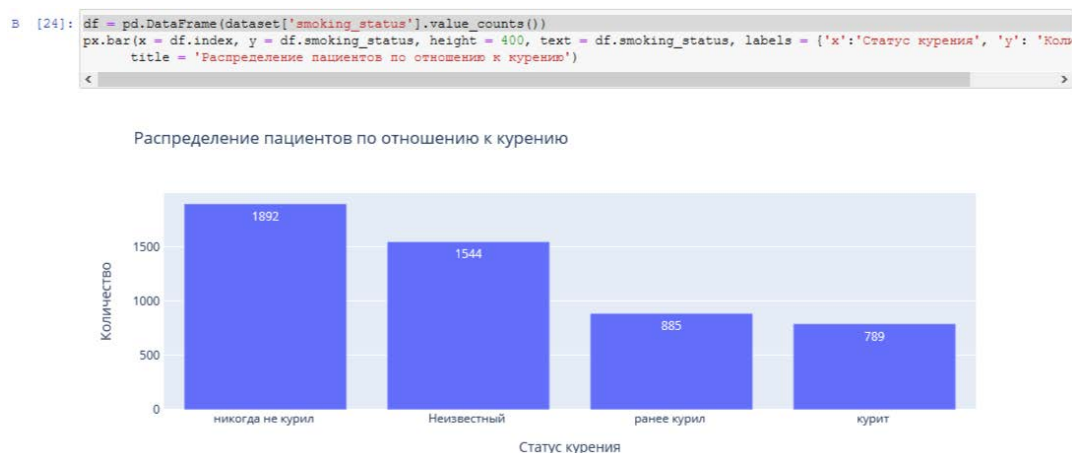 В [24]: df = pd.DataFrame(dataset['smoking_status'].value_counts())
px.bar(x = df.index, y = df.smoking_status, height = 400, text = df.smoking_status, labels = {'x':'Статус курения', 'y': 'Коли
title = 'Распределение пациентов по отношению к курению')
Распределение пациентов по отношению к курению
1892
1544
885
789
1500
1000
500
0
Количество
никогда не курил Неизвестный ранее курил курит
Статус курения